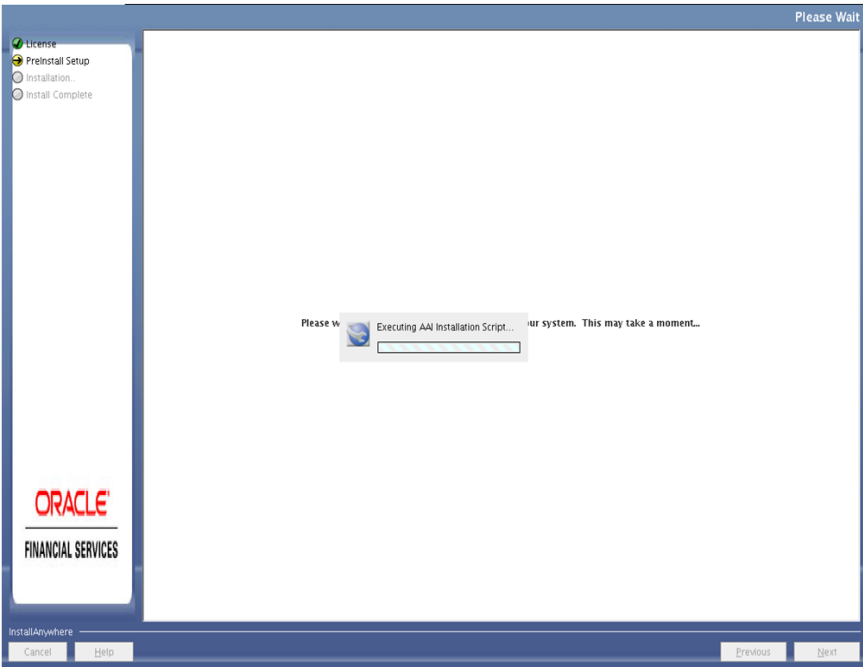 Please Wait
License
PreInstall Setup
Installation..
Install Complete
Please w
Executing AAI Installation Script...
ur system. This may take a moment...
ORACLE
FINANCIAL SERVICES
InstallAnywhere
Cancel
Help
Previous
Next